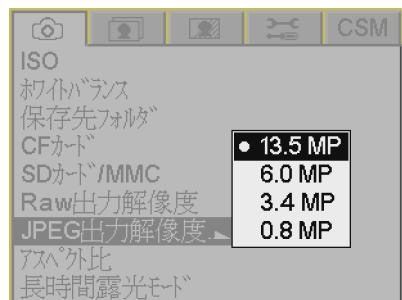 CSM
ISO
ホワイトバランス
保存先フォルダ
CFカード
SDカード/MMC
Raw出力解像度
JPEG出力解像度
アスペクト比
長時間露光モード
13.5 MP
6.0 MP
3.4 MP
0.8 MP